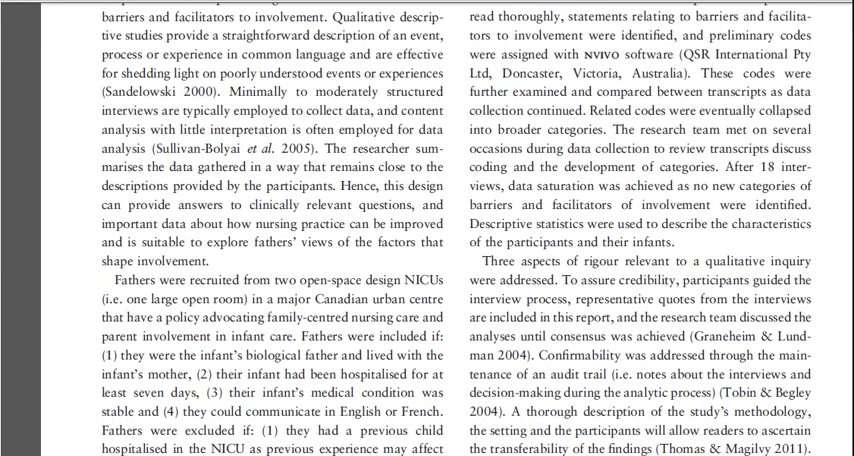 barriers and facilitators to involvement. Qualitative descrip-
tive studies provide a straightforward description of an event,
process or experience in common language and are effective
for shedding light on poorly understood events or experiences
(Sandelowski 2000). Minimally to moderately structured
interviews are typically employed to collect data, and content
analysis with little interpretation is often employed for data
analysis (Sullivan-Bolyai et al. 2005). The researcher sum-
marises the data gathered in a way that remains close to the
descriptions provided by the participants. Hence, this design
can provide answers to clinically relevant questions, and
important data about how nursing practice can be improved
and is suitable to explore fathers' views of the factors that
shape involvement.
Fathers were recruited from two open-space design NICUs
(i.e. one large open room) in a major Canadian urban centre
that have a policy advocating family-centred nursing care and
parent involvement in infant care. Fathers were included if:
(1) they were the infant's biological father and lived with the
infant's mother, (2) their infant had been hospitalised for at
least seven days, (3) their infant's medical condition was
stable and (4) they could communicate in English or French.
Fathers were excluded if: (1) they had a previous child
hospitalised in the NICU as previous experience may affect
read thoroughly, statements relating to barriers and facilita-
tors to involvement were identified, and preliminary codes
were assigned with NVIVO software (QSR International Pty
Ltd, Doncaster, Victoria, Australia). These codes were
further examined and compared between transcripts as data
collection continued. Related codes were eventually collapsed
into broader categories. The research team met on several
occasions during data collection to review transcripts discuss
coding and the development of categories. After 18 inter-
views, data saturation was achieved as no new categories of
barriers and facilitators of involvement were identified.
Descriptive statistics were used to describe the characteristics
of the participants and their infants.
Three aspects of rigour relevant to a qualitative inquiry
were addressed. To assure credibility, participants guided the
interview process, representative quotes from the interviews
are included in this report, and the research team discussed the
analyses until consensus was achieved (Graneheim & Lund-
man 2004). Confirmability was addressed through the main-
tenance of an audit trail (i.e. notes about the interviews and
decision-making during the analytic process) (Tobin & Begley
2004). A thorough description of the study's methodology,
the setting and the participants will allow readers to ascertain
the transferability of the findings (Thomas & Magilvy 2011).